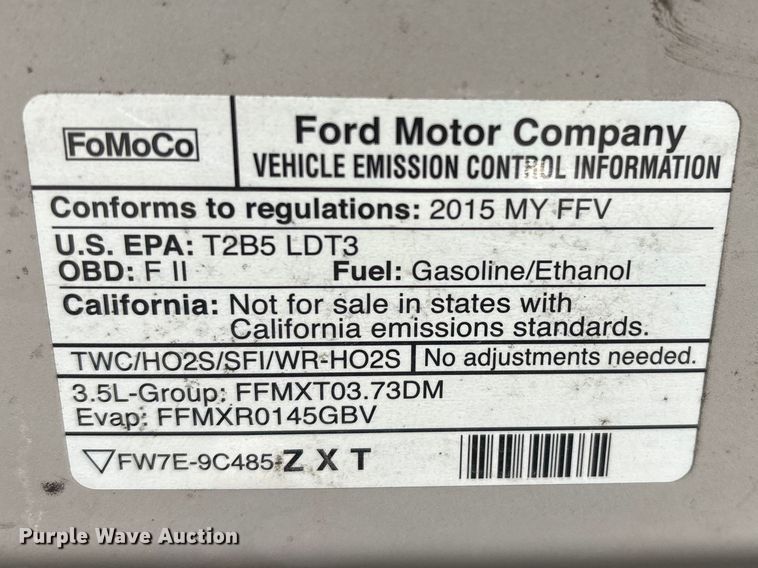 FoMoCo
Ford Motor Company
VEHICLE EMISSION CONTROL INFORMATION
Conforms to regulations: 2015 MY FFV
U.S. EPA: T2B5 LDT3
OBD: F II Fuel: Gasoline/Ethanol
California: Not for sale in states with
California emissions standards.
TWC/HO2S/SFI/WR-HO2S No adjustments needed.
3.5L-Group: FFMXT03.73DM
Evap: FFMXR0145GBV
▽FW7E-9C485-Z X T
Purple Wave Auction